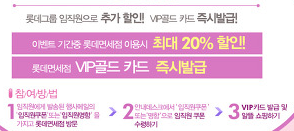 롯데그룹 임직원으로 추가 할인! VIP골드 카드 즉시발급!
이벤트 기간중 롯데면세점 이용시 최대 20% 할인!
롯데면세점 VIP골드 카드 즉시발급
참여방법
1 임직원에게 발송된 행사메일의
'임직원쿠폰' 또는 '임직원명함'을
가지고 롯데면세점 방문
2 안내데스크에서 '임직원쿠폰'
또는 '명함'으로 임직원 쿠폰
수령하기
3 VIP카드 발급 및
알뜰 쇼핑하기